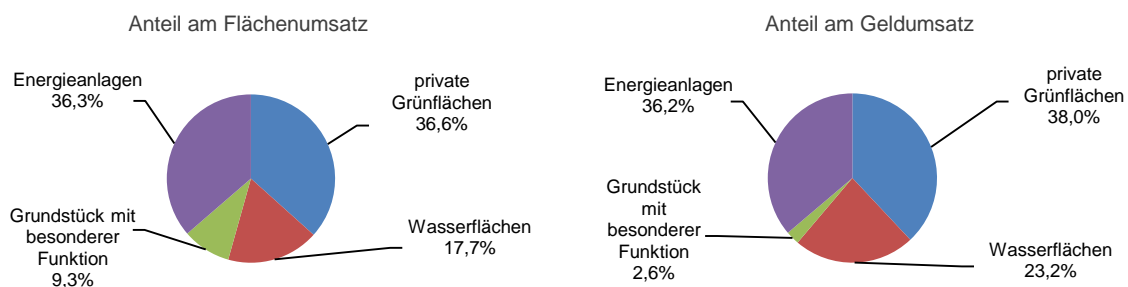 Anteil am Flächenumsatz
Energieanlagen
36,3%
private
Grünflächen
36,6%
Grundstück mit
besonderer
Funktion
9,3%
Wasserflächen
17,7%
Anteil am Geldumsatz
Energieanlagen
36,2%
private
Grünflächen
38,0%
Grundstück
mit
besonderer
Funktion
2,6%
Wasserflächen
23,2%